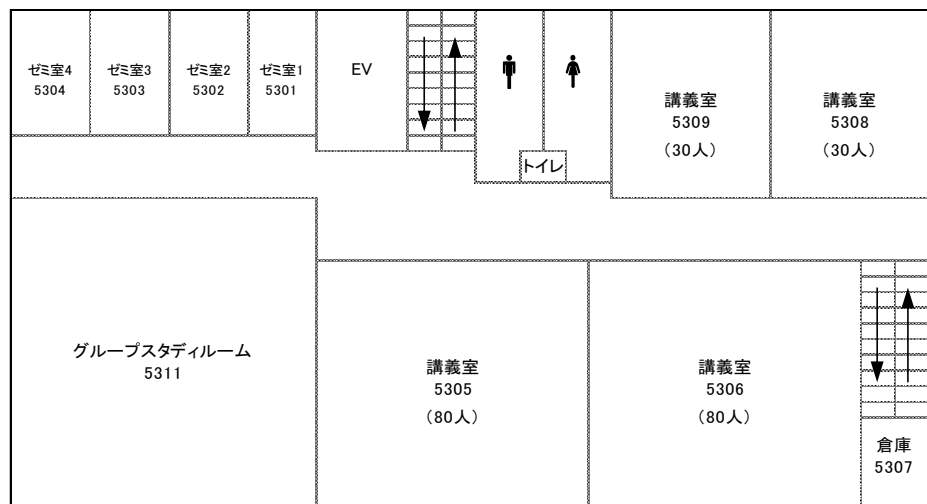 ゼミ室4
5304
ゼミ室3
5303
ゼミ室2
5302
ゼミ室1
5301
EV
トイレ
講義室
5309
(30人)
講義室
5308
(30人)
グループスタディルーム
5311
講義室
5305
(80人)
講義室
5306
(80人)
倉庫
5307